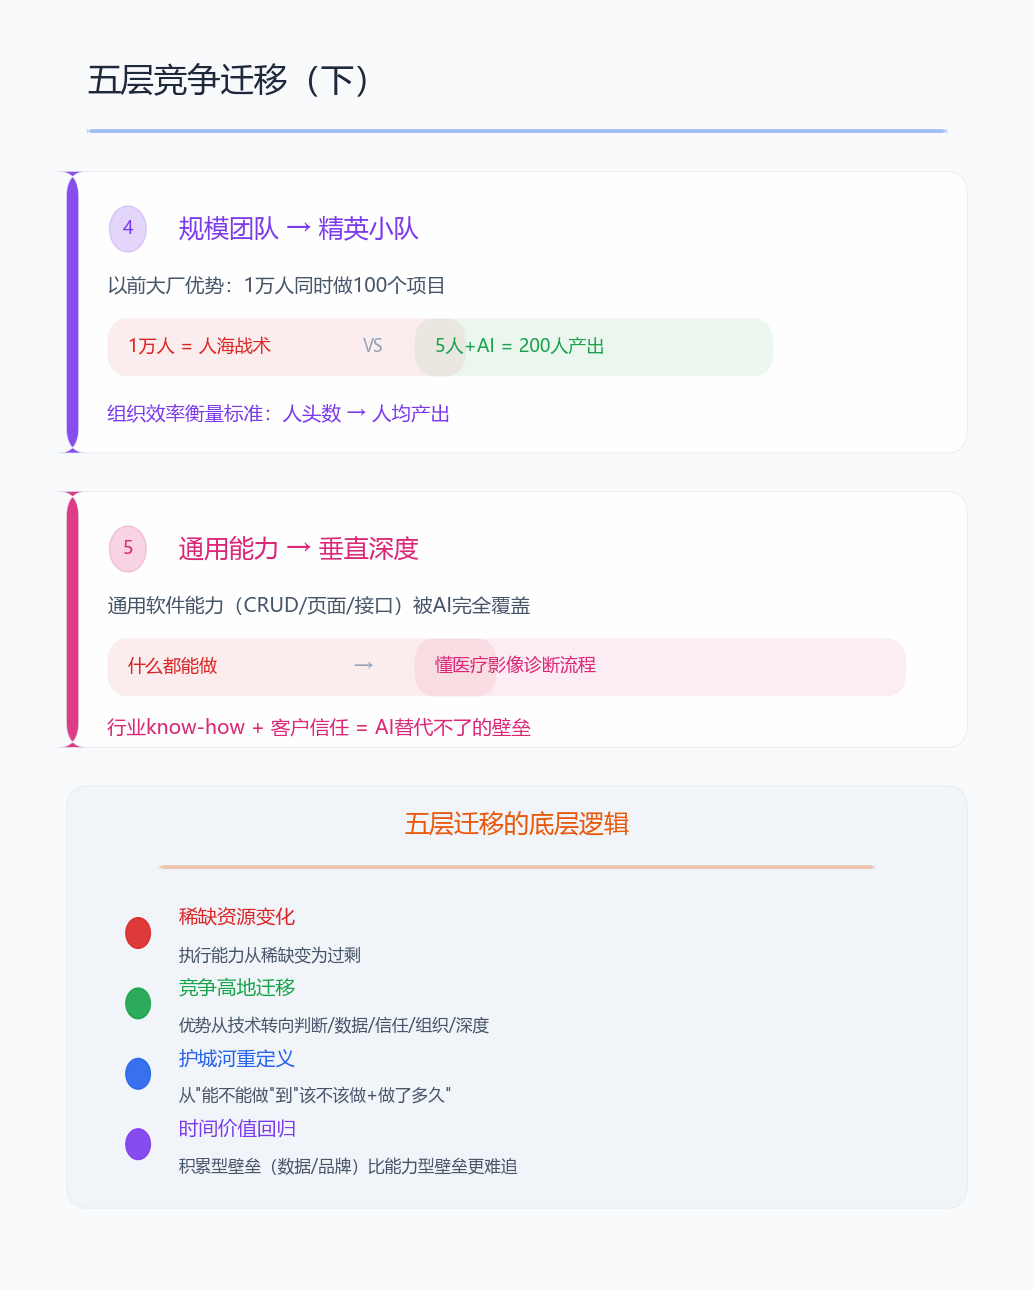 五层竞争迁移（下）
4 规模团队 → 精英小队
以前大厂优势：1万人同时做100个项目
1万人 = 人海战术 VS 5人+AI = 200人产出
组织效率衡量标准：人头数 → 人均产出
5 通用能力 → 垂直深度
通用软件能力（CRUD/页面/接口）被AI完全覆盖
什么都能做 → 懂医疗影像诊断流程
行业know-how + 客户信任 = AI替代不了的壁垒
五层迁移的底层逻辑
稀缺资源变化
执行能力从稀缺变为过剩
竞争高地迁移
优势从技术转向判断/数据/信任/组织/深度
护城河重定义
从"能不能做"到"该不该做+做了多久"
时间价值回归
积累型壁垒（数据/品牌）比能力型壁垒更难追